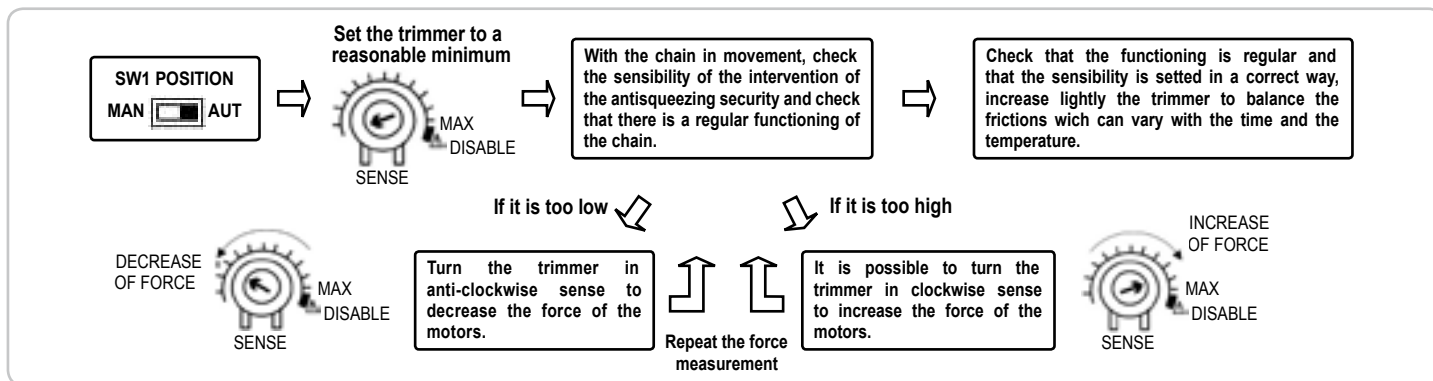 SW1 POSITION
MAN AUT
Set the trimmer to a
reasonable minimum
MAX
DISABLE
SENSE
With the chain in movement, check
the sensibility of the intervention of
the antisqueezing security and check
that there is a regular functioning of
the chain.
Check that the functioning is regular and
that the sensibility is setted in a correct way,
increase lightly the trimmer to balance the
frictions wich can vary with the time and the
temperature.
If it is too low
If it is too high
DECREASE
OF FORCE
MAX
DISABLE
SENSE
Turn the trimmer in
anti-clockwise sense to
decrease the force of the
motors.
Repeat the force
measurement
It is possible to turn the
trimmer in clockwise sense
to increase the force of the
motors.
INCREASE
OF FORCE
MAX
DISABLE
SENSE